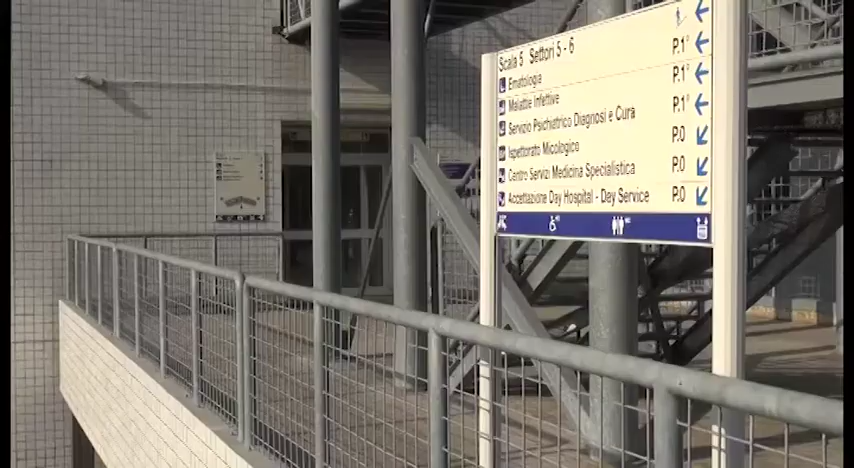 Scala 5 Settori 5 - 6
Ematologia P.1°
Malattie Infettive P.1°
Servizio Psichiatrico Diagnosi e Cura P.1°
Ispettorato Micologico P.0
Centro Servizi Medicina Specialistica P.0
Accettazione Day Hospital - Day Service P.0